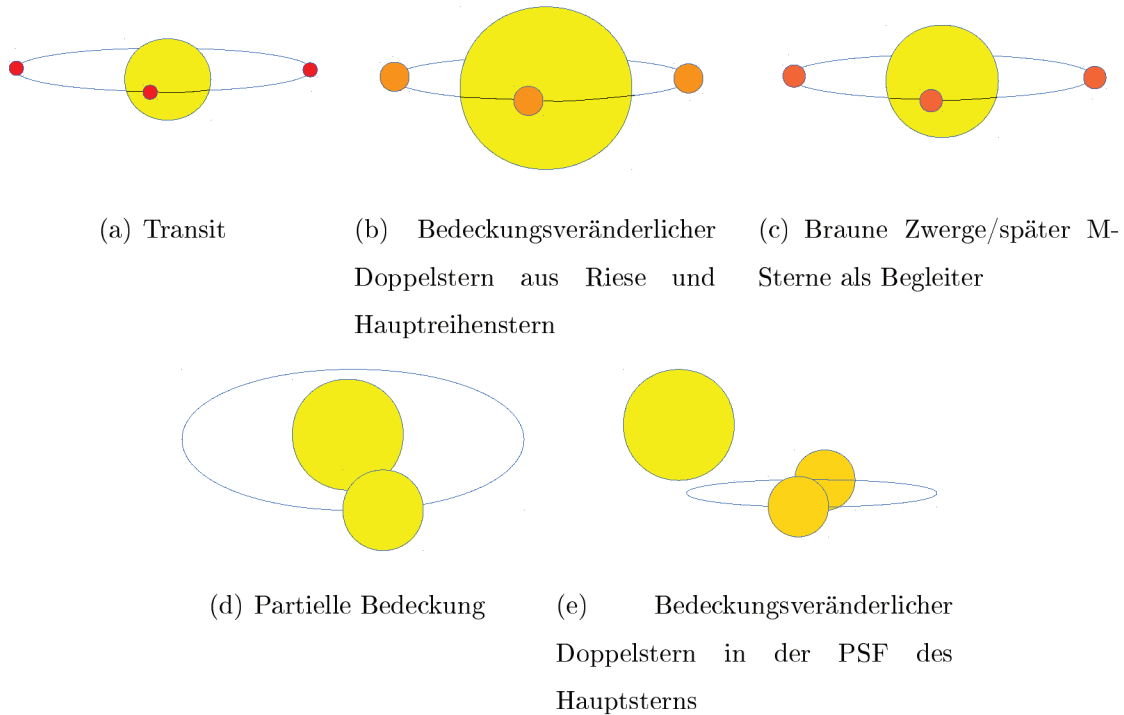 (a) Transit
(b) Bedeckungsveränderlicher
Doppelstern aus Riese und
Hauptreihenstern
(c) Braune Zwerge/später M-
Sterne als Begleiter
(d) Partielle Bedeckung
(e) Bedeckungsveränderlicher
Doppelstern in der PSF des
Hauptsterns